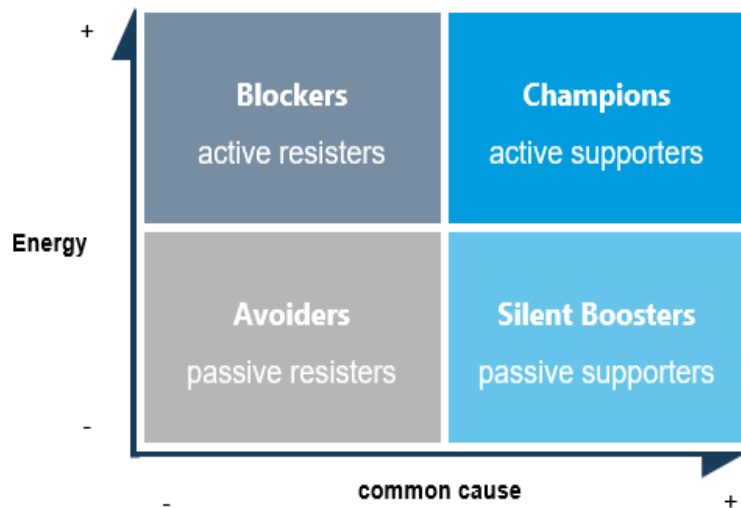 +
Blockers
active resisters
Champions
active supporters
Energy
Avoiders
passive resisters
Silent Boosters
passive supporters
-
common cause
-
+